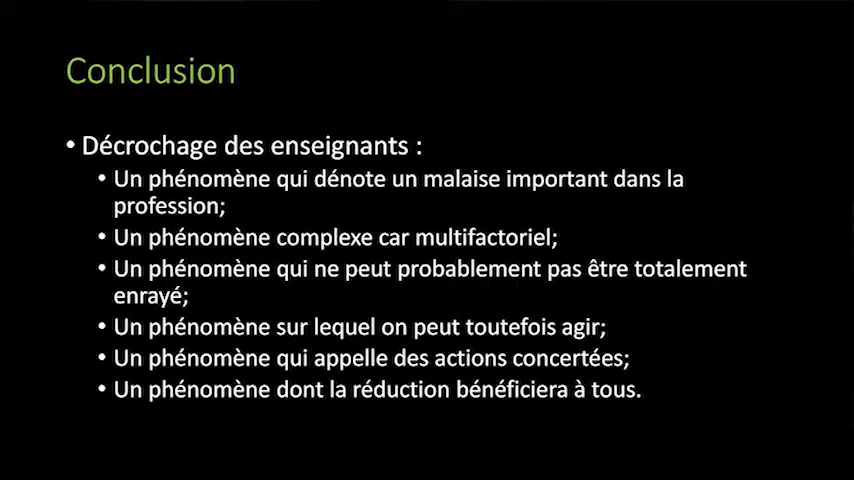 Conclusion
• Décrochage des enseignants :
• Un phénomène qui dénote un malaise important dans la
profession;
• Un phénomène complexe car multifactoriel;
• Un phénomène qui ne peut probablement pas être totalement
enrayé;
• Un phénomène sur lequel on peut toutefois agir;
• Un phénomène qui appelle des actions concertées;
• Un phénomène dont la réduction bénéficiera à tous.